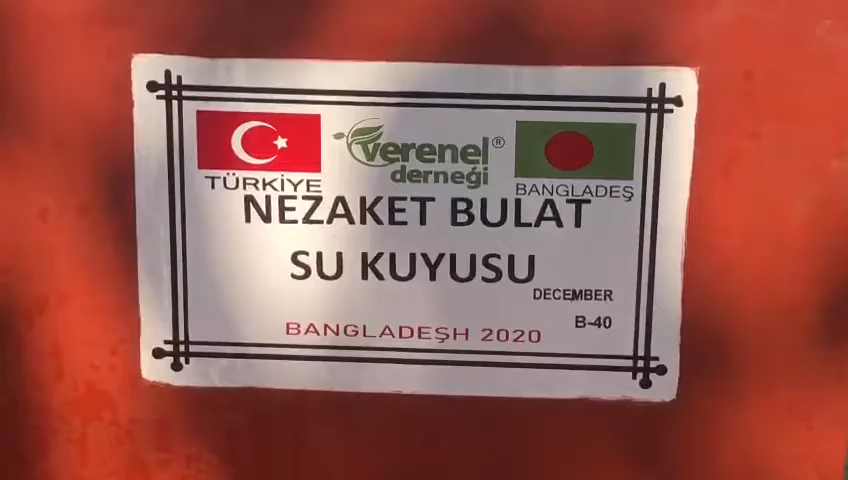 verenel®
derneği
TÜRKİYE
BANGLADEŞ
NEZAKET BULAT
SU KUYUSU
DECEMBER
B-40
BANGLADEŞH 2020